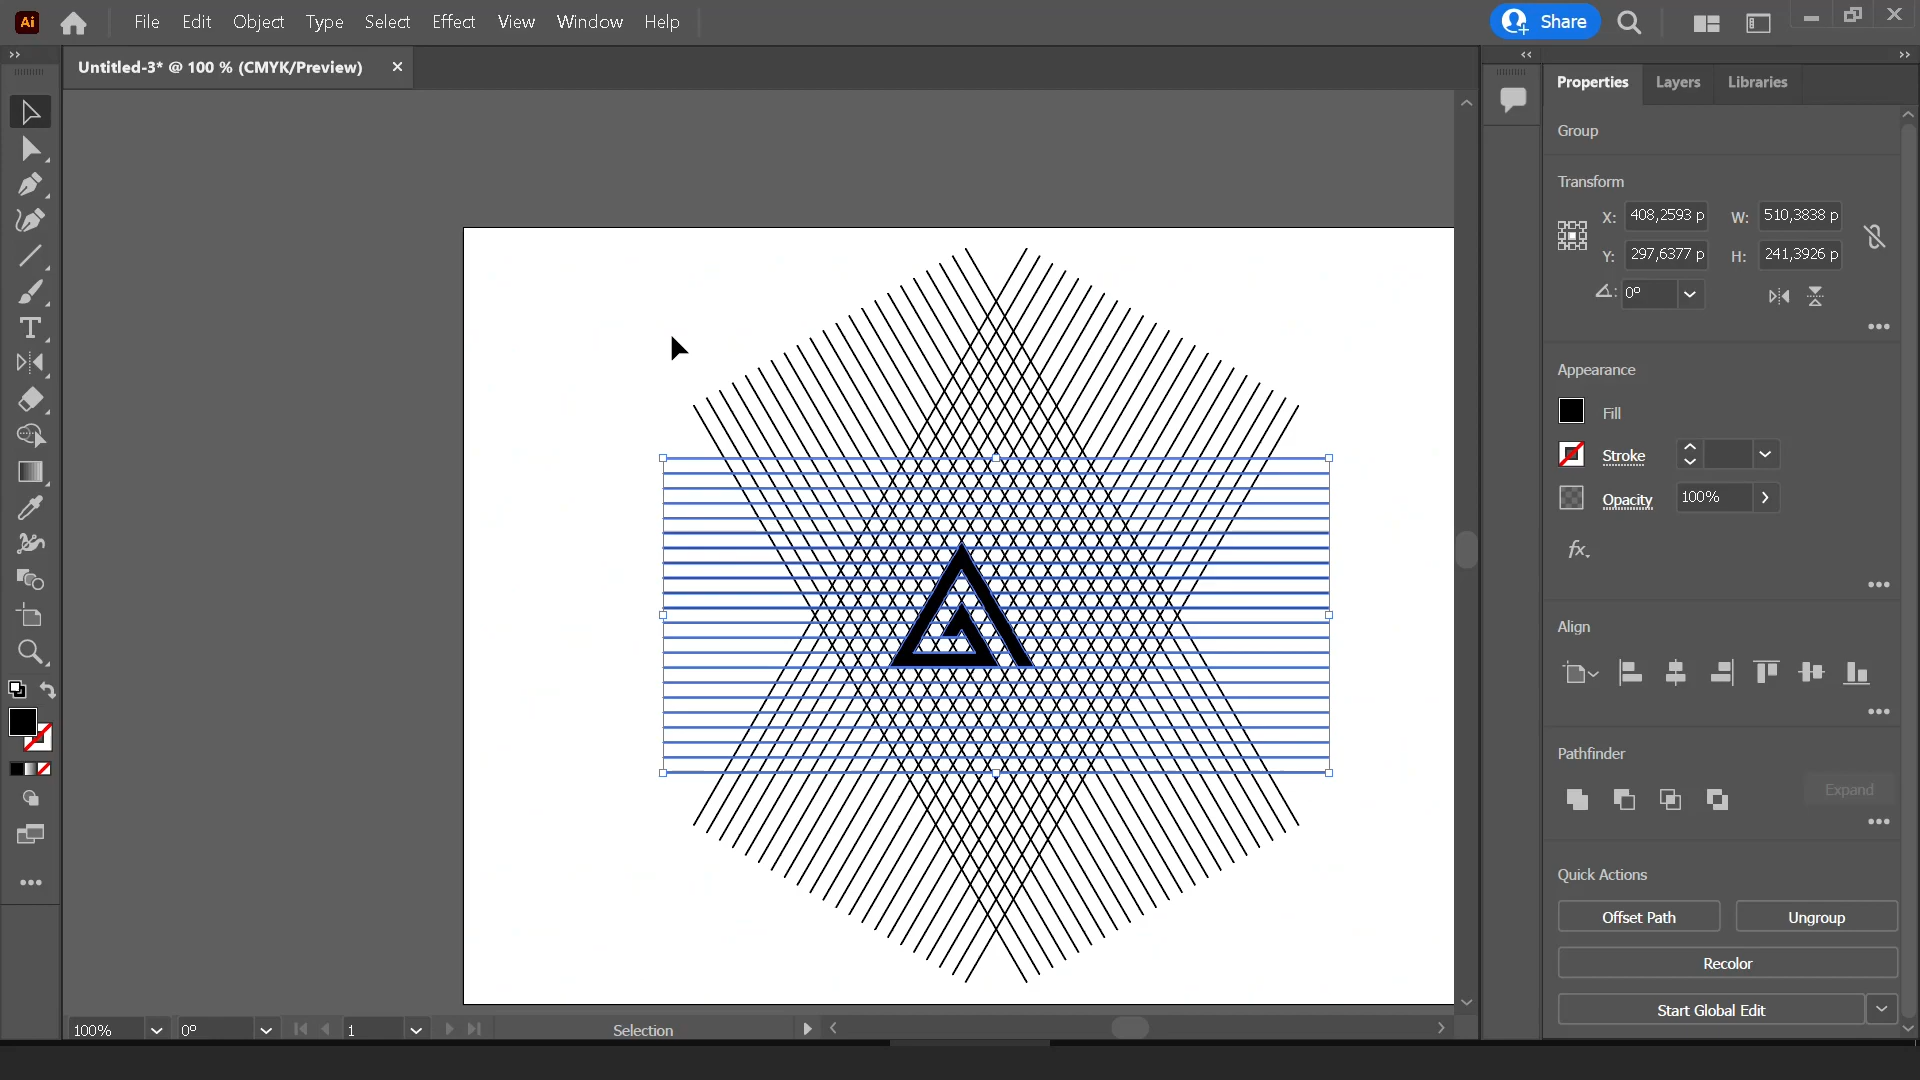 Ai File Edit Object Type Select Effect View Window Help Share
Untitled-3* @ 100 % (CMYK/Preview)
Properties Layers Libraries
Group
Transform
X: 408,2593 p W: 510,3838 p
Y: 297,6377 p H: 241,3926 p
0°
Appearance
Fill
Stroke
Opacity 100%
fx.
Align
Pathfinder
Expand
Quick Actions
Offset Path Ungroup
Recolor
Start Global Edit
100% 0° 1 Selection